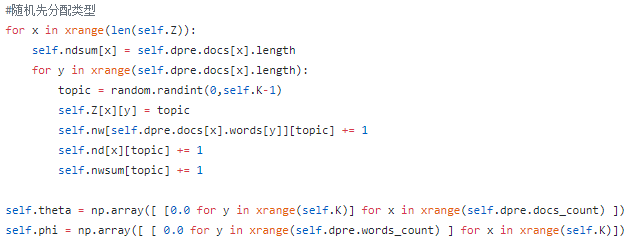 #随机先分配类型
for x in xrange(len(self.Z)):
    self.ndsum[x] = self.dpre.docs[x].length
    for y in xrange(self.dpre.docs[x].length):
        topic = random.randint(0,self.K-1)
        self.Z[x][y] = topic
        self.nw[self.dpre.docs[x].words[y]][topic] += 1
        self.nd[x][topic] += 1
        self.nwsum[topic] += 1

self.theta = np.array([ [0.0 for y in xrange(self.K)] for x in xrange(self.dpre.docs_count) ])
self.phi = np.array([ [ 0.0 for y in xrange(self.dpre.words_count) ] for x in xrange(self.K)])